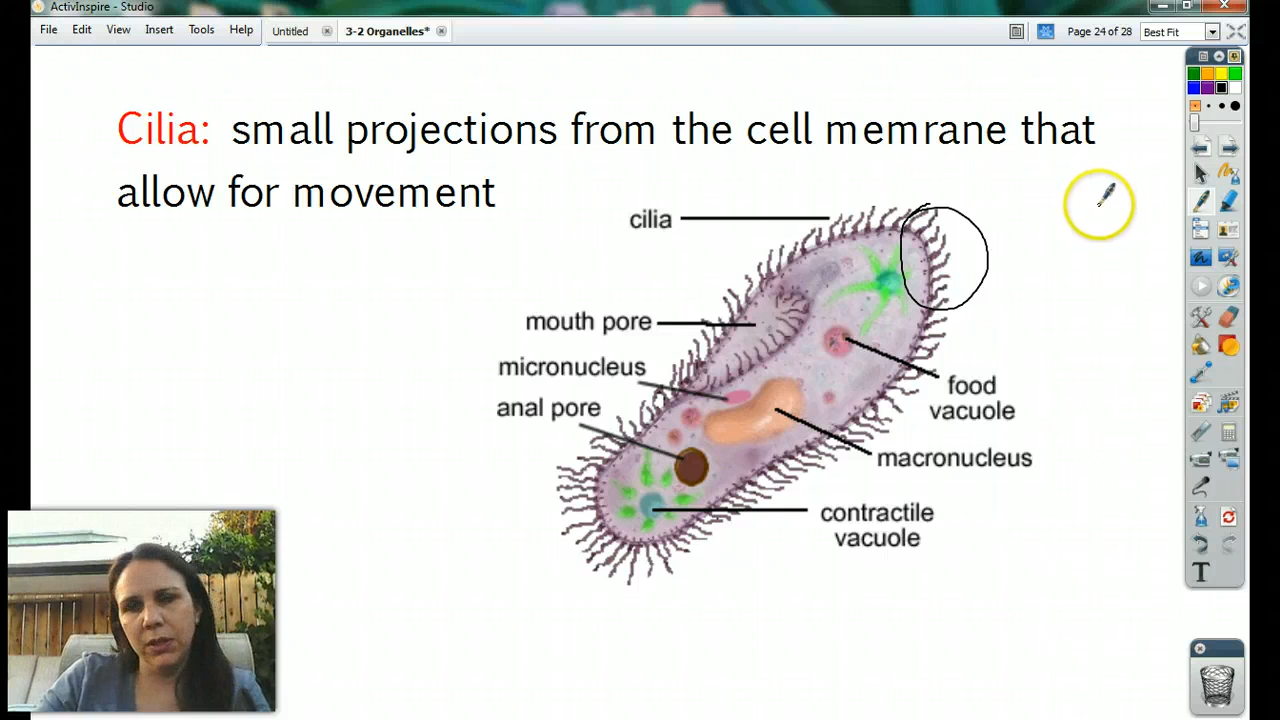 ActivInspire - Studio
File Edit View Insert Tools Help Untitled 3-2 Organelles* Page 24 of 28 Best Fit
Cilia: small projections from the cell memrane that
allow for movement
cilia
mouth pore
micronucleus
anal pore
food
vacuole
macronucleus
contractile
vacuole
T